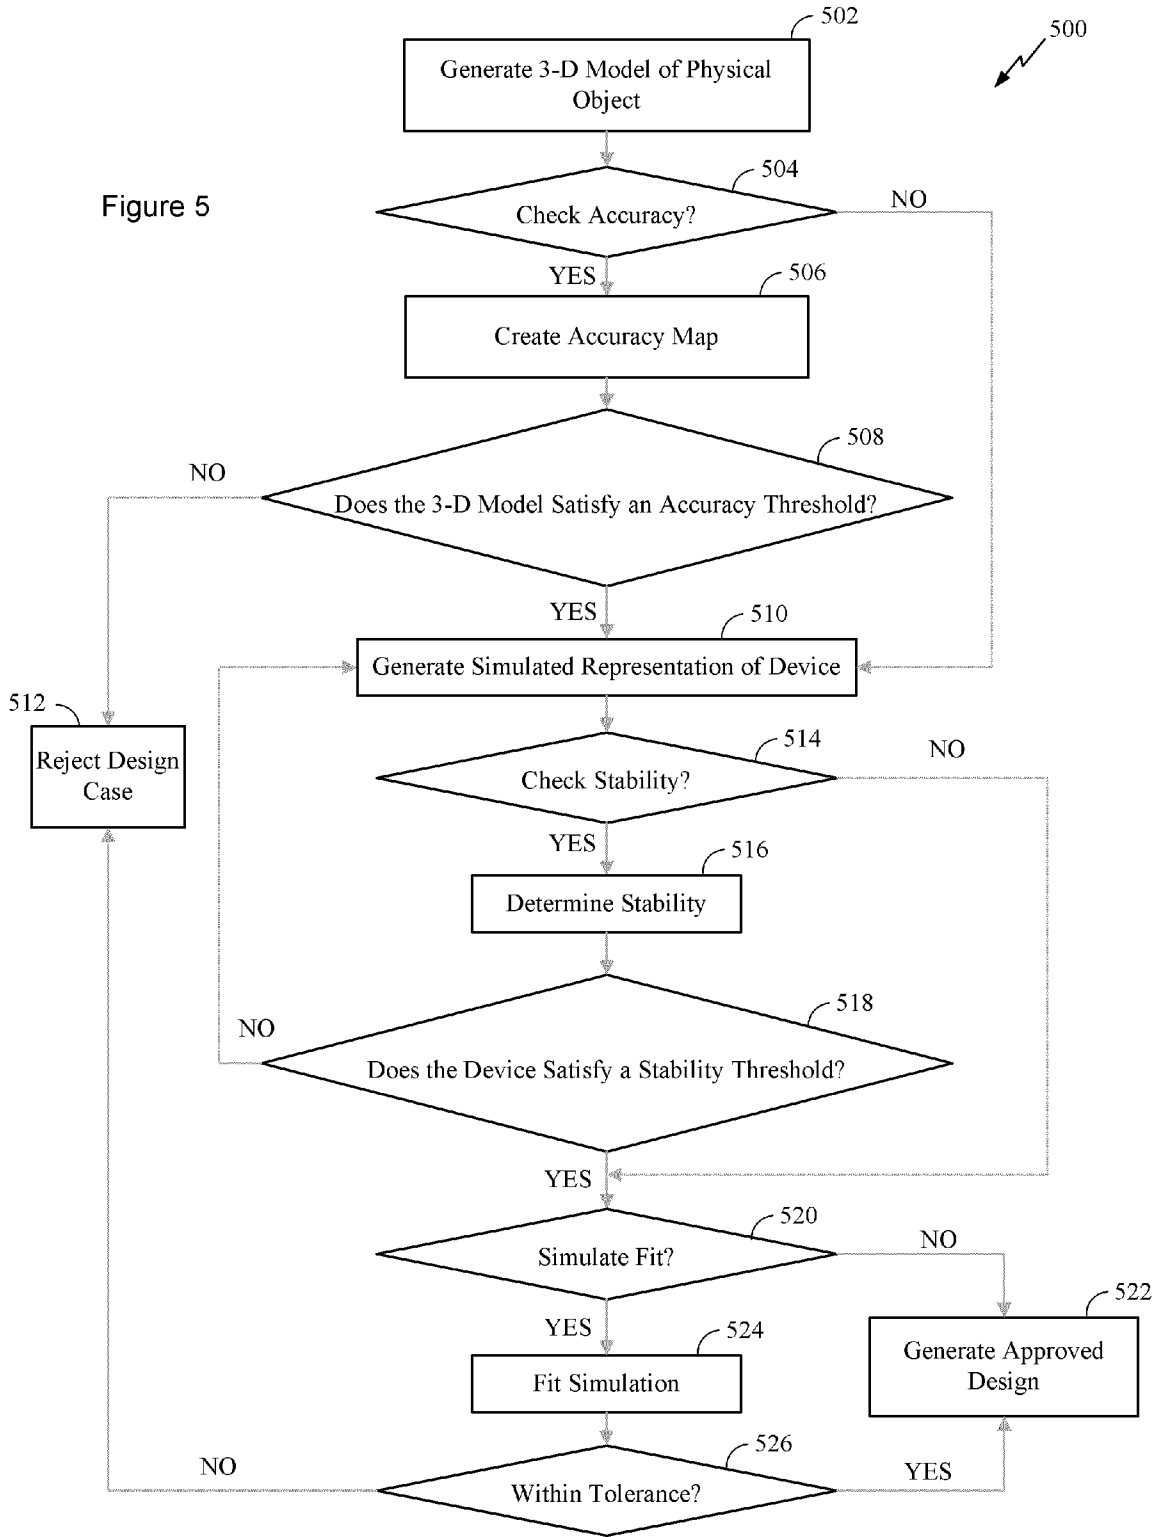 502
500
Generate 3-D Model of Physical
Object
504
Figure 5
NO
Check Accuracy?
YES
506
Create Accuracy Map
508
NO
Does the 3-D Model Satisfy an Accuracy Threshold?
YES
510
Generate Simulated Representation of Device
512
Reject Design
Case
514
NO
Check Stability?
YES
516
Determine Stability
518
NO
Does the Device Satisfy a Stability Threshold?
YES
520
NO
Simulate Fit?
522
YES
524
Generate Approved
Design
Fit Simulation
526
NO
YES
Within Tolerance?